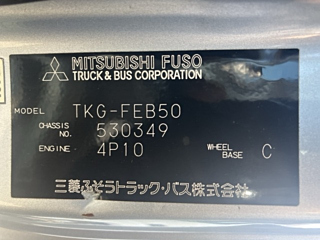 MITSUBISHI FUSO
TRUCK & BUS CORPORATION
MODEL TKG-FEB50
CHASSIS NO. 530349
ENGINE 4P10 WHEEL BASE C
三菱ふそうトラック・バス株式会社